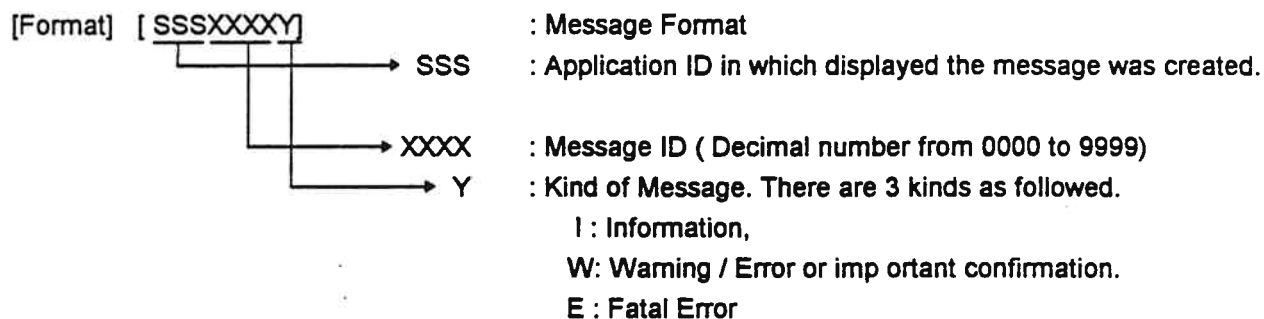 [Format] [ SSSXXXXY] : Message Format
SSS : Application ID in which displayed the message was created.
XXXX : Message ID ( Decimal number from 0000 to 9999)
Y : Kind of Message. There are 3 kinds as followed.
I : Information,
W: Warning / Error or imp ortant confirmation.
E : Fatal Error